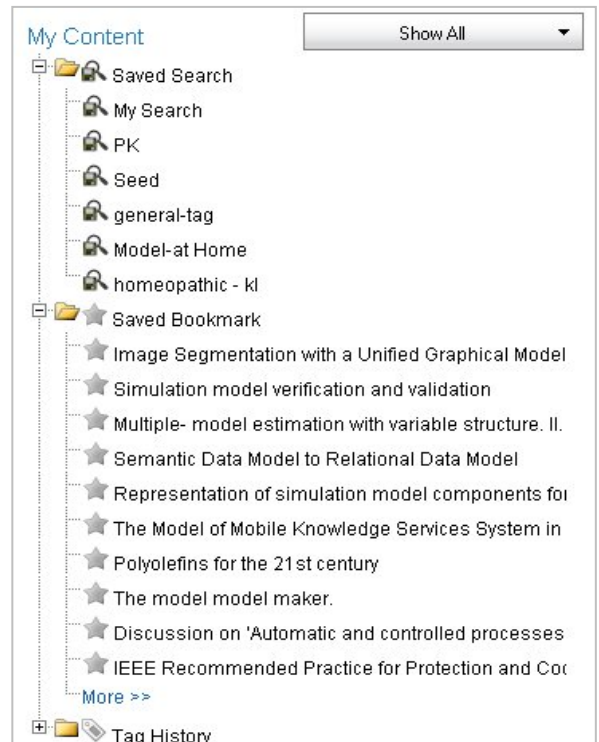 My Content
Show All
Saved Search
My Search
PK
Seed
general-tag
Model-at Home
homeopathic - kl
Saved Bookmark
Image Segmentation with a Unified Graphical Model
Simulation model verification and validation
Multiple- model estimation with variable structure. II.
Semantic Data Model to Relational Data Model
Representation of simulation model components for
The Model of Mobile Knowledge Services System in
Polyolefins for the 21st century
The model model maker.
Discussion on 'Automatic and controlled processes
IEEE Recommended Practice for Protection and
More >>
Tag History